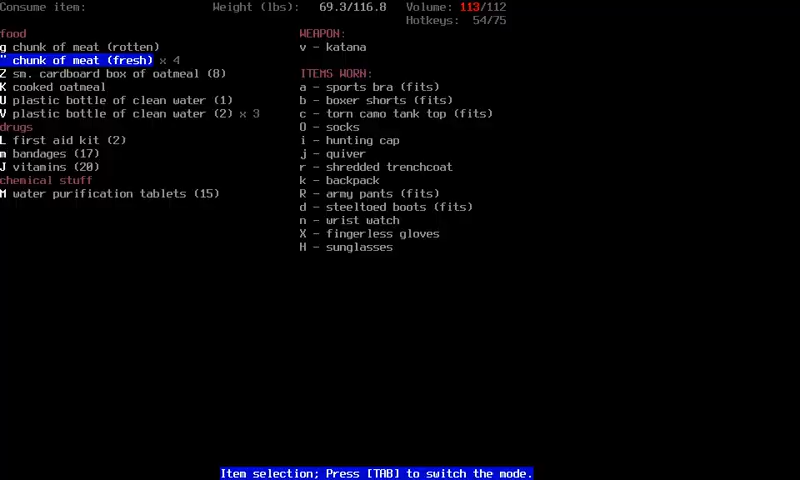 Consume item: Weight (lbs): 69.3/116.8 Volume: 113/112
Hotkeys: 54/75
food
g chunk of meat (rotten)
" chunk of meat (fresh) x 4
Z sm. cardboard box of oatmeal (8)
K cooked oatmeal
U plastic bottle of clean water (1)
V plastic bottle of clean water (2) x 3
drugs
L first aid kit (2)
m bandages (17)
J vitamins (20)
chemical stuff
M water purification tablets (15)
WEAPON:
v - katana
ITEMS WORN:
a - sports bra (fits)
b - boxer shorts (fits)
c - torn camo tank top (fits)
O - socks
i - hunting cap
j - quiver
r - shredded trenchcoat
k - backpack
R - army pants (fits)
d - steeltoed boots (fits)
n - wrist watch
X - fingerless gloves
H - sunglasses
Item selection; Press [TAB] to switch the mode.